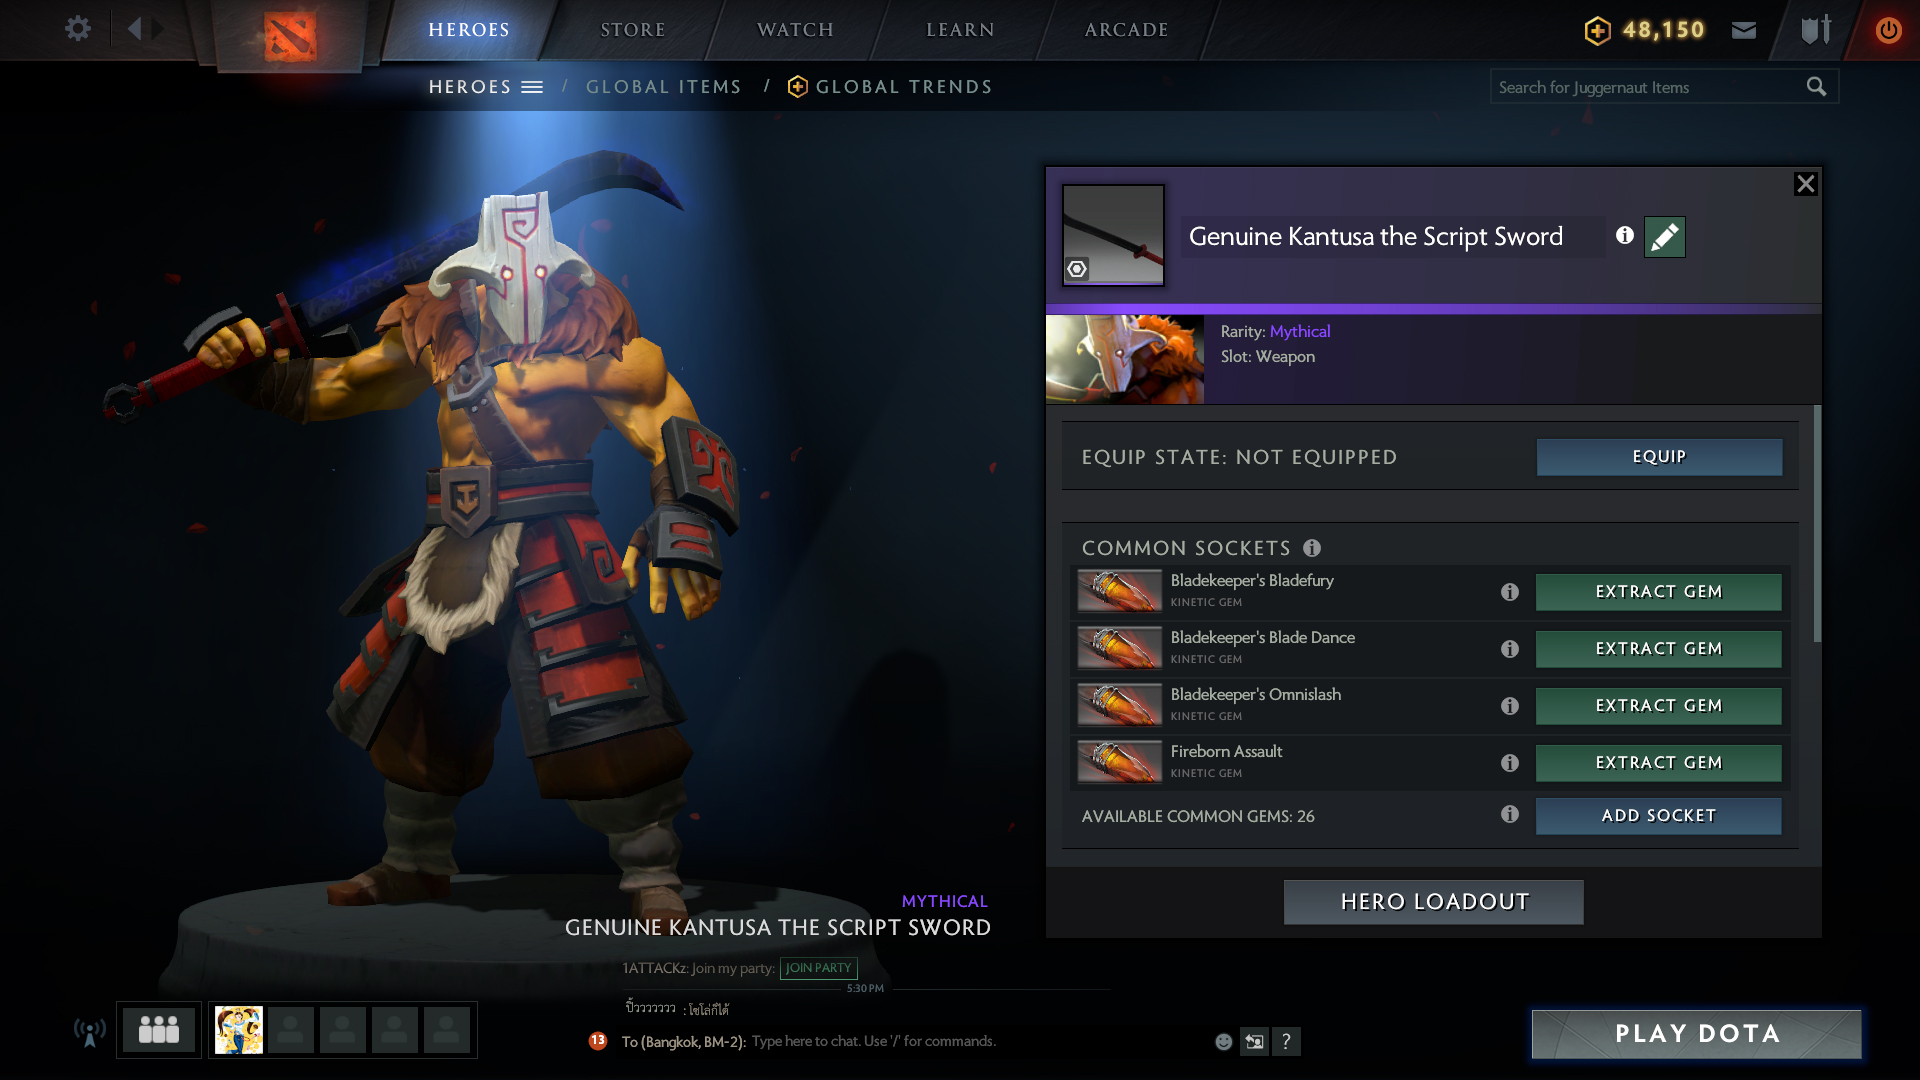 HEROES
STORE
WATCH
LEARN
ARCADE
48,150
HEROES / GLOBAL ITEMS / GLOBAL TRENDS
Search for Juggernaut Items
Genuine Kantusa the Script Sword
Rarity: Mythical
Slot: Weapon
EQUIP STATE: NOT EQUIPPED
EQUIP
COMMON SOCKETS
Bladekeeper's Bladefury
KINETIC GEM
EXTRACT GEM
Bladekeeper's Blade Dance
KINETIC GEM
EXTRACT GEM
Bladekeeper's Omnislash
KINETIC GEM
EXTRACT GEM
Fireborn Assault
KINETIC GEM
EXTRACT GEM
AVAILABLE COMMON GEMS: 26
ADD SOCKET
HERO LOADOUT
MYTHICAL
GENUINE KANTUSA THE SCRIPT SWORD
1ATTACKz: Join my party: JOIN PARTY
5:30 PM
ปิ้วววววววว : โซโล่กีได้
13
To (Bangkok, BM-2): Type here to chat. Use '/' for commands.
?
PLAY DOTA